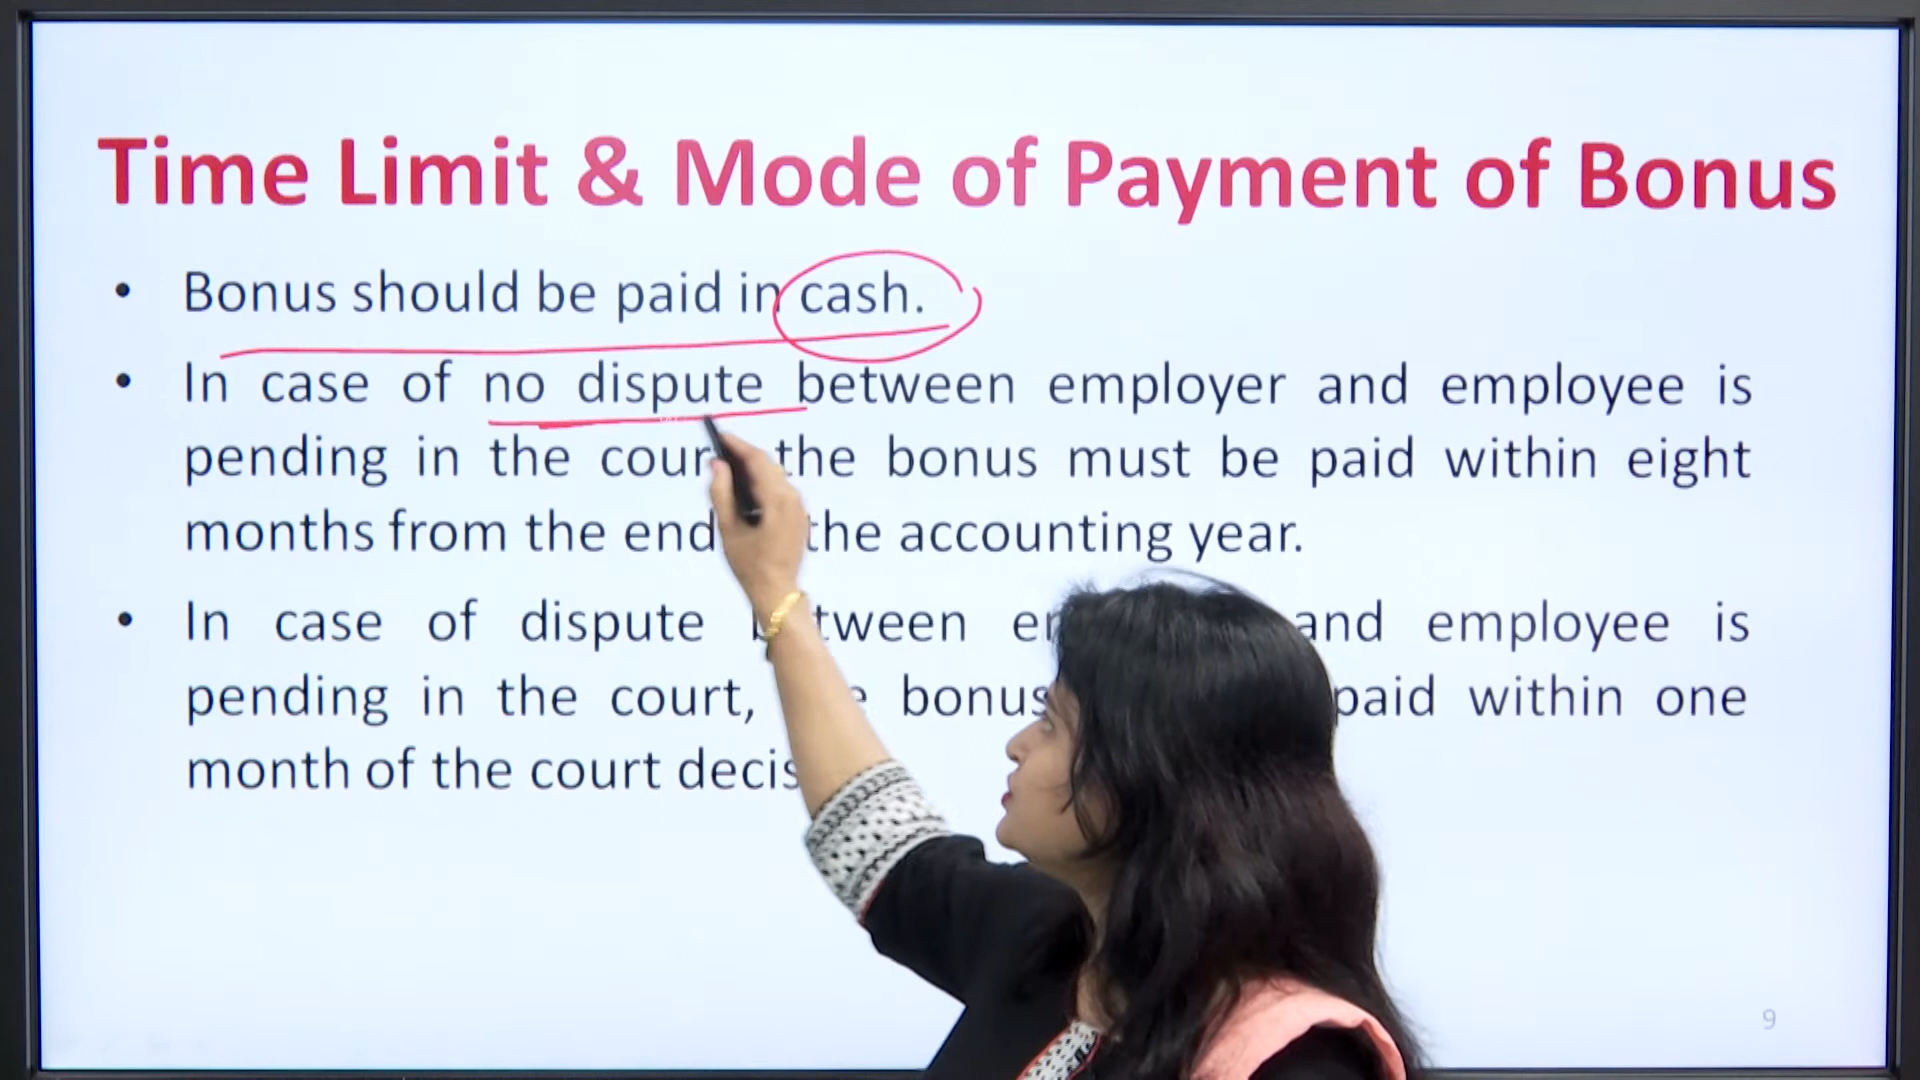 Time Limit & Mode of Payment of Bonus
• Bonus should be paid in cash.
• In case of no dispute between employer and employee is
pending in the the bonus must be paid within eight
months from the end the accounting year.
• In case of dispute and employee is
pending in the court, bonus paid within one
month of the court
9